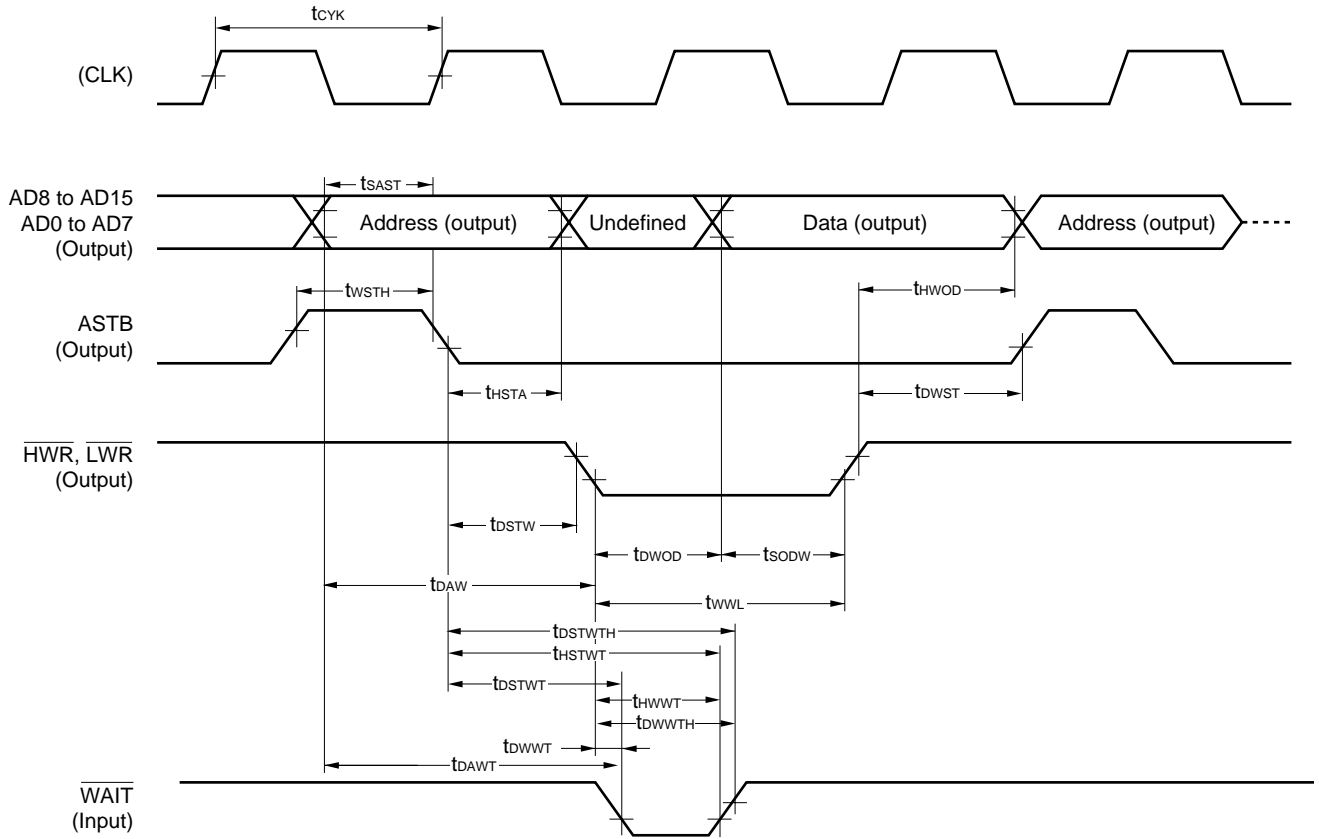 tCYK
(CLK)
AD8 to AD15
AD0 to AD7
(Output)
tSAST
Address (output)
Undefined
Data (output)
Address (output)
tWSTH
tHWOD
ASTB
(Output)
tHSTA
tDWST
HWR, LWR
(Output)
tDSTW
tDWOD
tSODW
tDAW
tWWL
tDSTWTH
tHSTWT
tDSTWT
tHWWT
tDWWTH
tDWWT
tDAWT
WAIT
(Input)